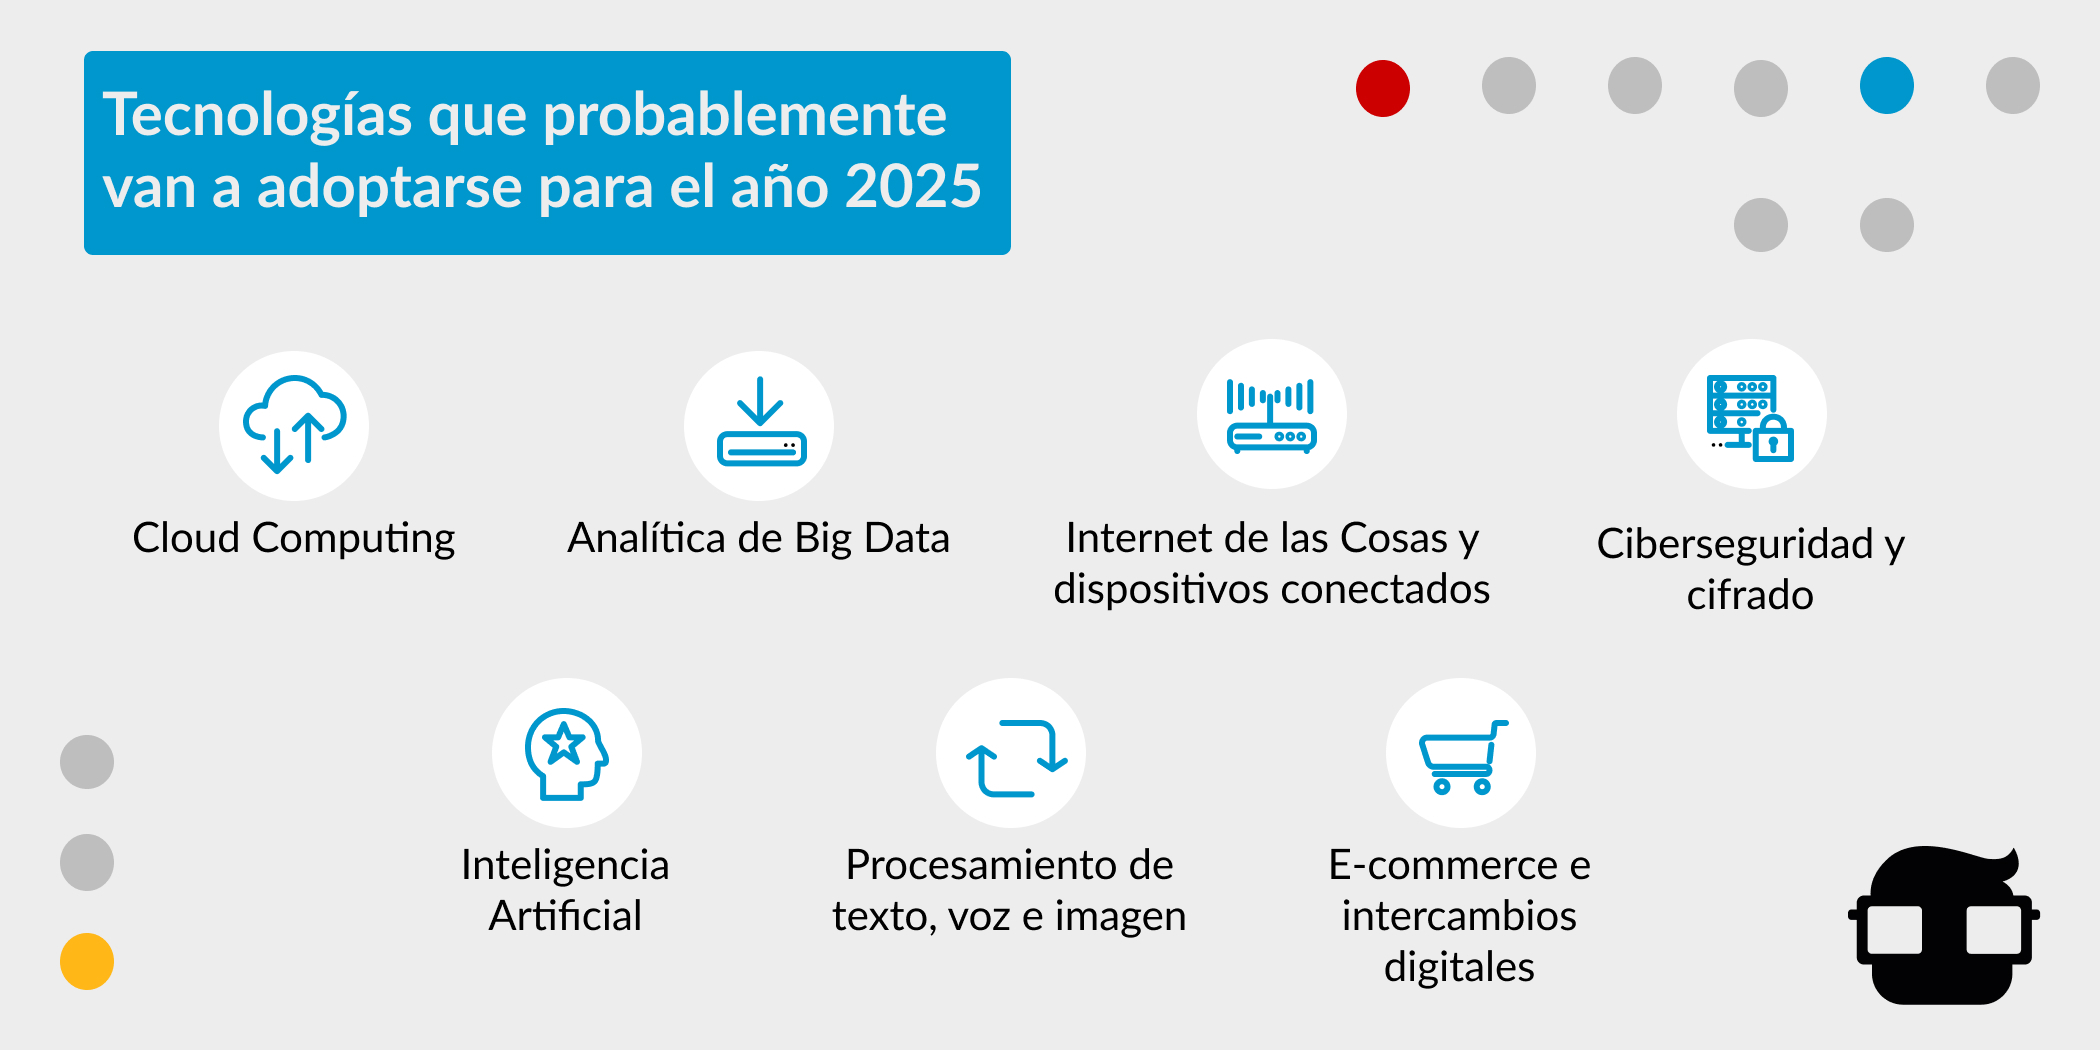 Tecnologías que probablemente
van a adoptarse para el año 2025
Cloud Computing
Analítica de Big Data
Internet de las Cosas y
dispositivos conectados
Ciberseguridad y
cifrado
Inteligencia
Artificial
Procesamiento de
texto, voz e imagen
E-commerce e
intercambios
digitales